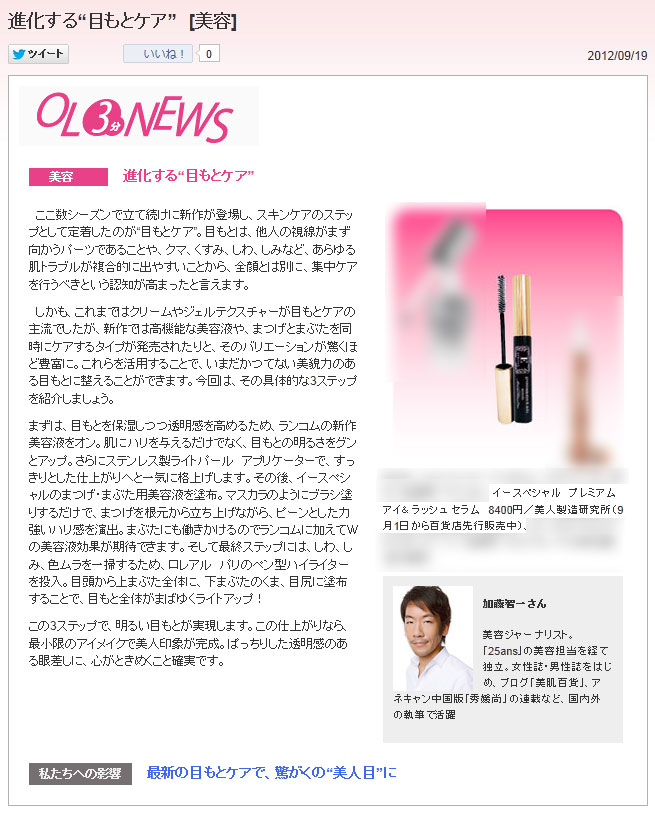 進化する“目もとケア” [美容]
ツイート
いいね！ 0
2012/09/19
OL3分NEWS
美容
進化する“目もとケア”
ここ数シーズンで立て続けに新作が登場し、スキンケアのステッ
プとして定着したのが“目もとケア”。目もとは、他人の視線がまず
向かうパーツであることや、クマ、くすみ、しわ、しみなど、あらゆる
肌トラブルが複合的に出やすいことから、全顔とは別に、集中ケア
を行うべきという認知が高まったと言えます。
しかも、これまではクリームやジェルテクスチャーが目もとケアの
主流でしたが、新作では高機能な美容液や、まつげとまぶたを同
時にケアするタイプが発売されたりと、そのバリエーションが驚くほ
ど豊富に。これらを活用することで、いまだかつてない美貌力のあ
る目もとに整えることができます。今回は、その具体的な3ステップ
を紹介しましょう。
まずは、目もとを保湿しつつ透明感を高めるため、ランコムの新作
美容液をオン。肌にハリを与えるだけでなく、目もとの明るさをグン
とアップ。さらにステンレス製ライトパール アプリケーターで、すっ
きりとした仕上がりへと一気に格上げします。その後、イースペシ
ャルのまつげ・まぶた用美容液を塗布。マスカラのようにブラシ塗
りするだけで、まつげを根元から立ち上げながら、ピーンとした力
強いハリ感を演出。まぶたにも働きかけるのでランコムに加えてW
の美容液効果が期待できます。そして最終ステップには、しわ、し
み、色ムラを一掃するため、ロレアル パリのペン型ハイライター
を投入。目頭から上まぶた全体に、下まぶたのくま、目尻に塗布
することで、目もと全体がまばゆくライトアップ！
この3ステップで、明るい目もとが実現します。この仕上がりなら、
最小限のアイメイクで美人印象が完成。ぱっちりした透明感のあ
る眼差しに、心がときめくこと確実です。
イースペシャル プレミアム
アイ＆ラッシュ セラム 8400円／美人製造研究所（9
月1日から百貨店先行販売中）、
加藤智一さん
美容ジャーナリスト。
「25ans」の美容担当を経て
独立。女性誌・男性誌をはじ
め、ブログ「美肌百貨」、ア
ネキャン中国版「秀媛尚」の連載など、国内外
の執筆で活躍
私たちへの影響
最新の目もとケアで、驚がくの“美人目”に